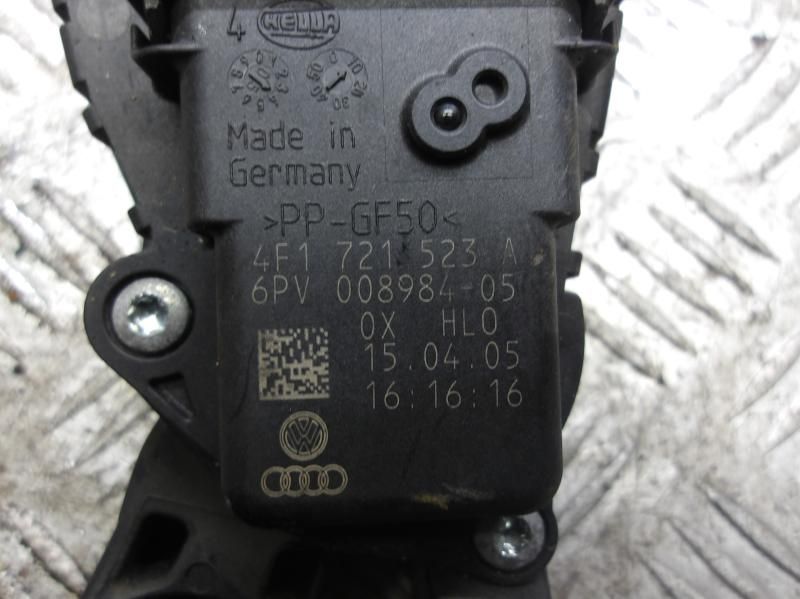 4 HELLA
Made in
Germany
>PP-GF50<
4F1 721 523 A
6PV 008984-05
0X HL0
15.04.05
16:16:16
VW